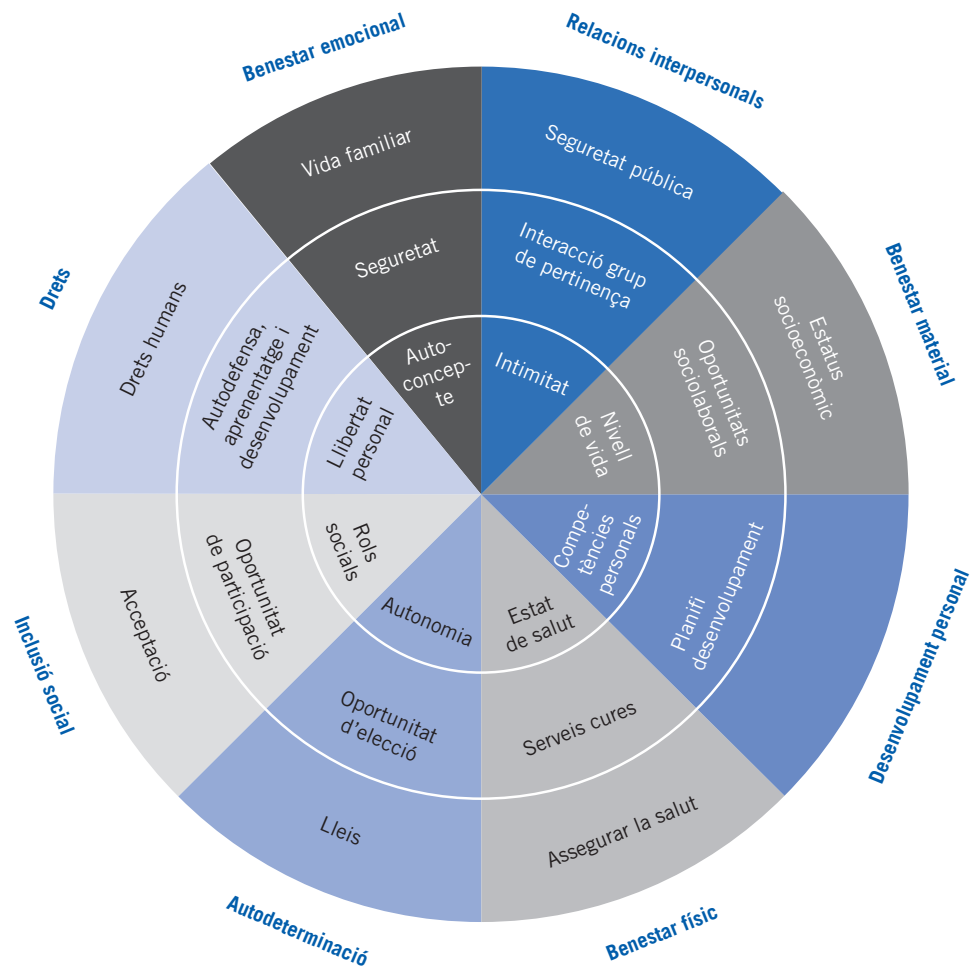 Benestar emocional
Relacions interpersonals
Benestar material
Desenvolupament personal
Benestar físic
Autodeterminació
Inclusió social
Drets
Vida familiar
Seguretat
Auto-
concep-
te
Seguretat pública
Interacció grup
de pertinença
Intimitat
Estatus
socioeconòmic
Oportunitats
sociolaborals
Nivell
de vida
Compe-
tències
personals
Planifi
desenvolupament
Estat
de salut
Serveis cures
Assegurar la salut
Autonomia
Oportunitat
d'elecció
Lleis
Rols
socials
Oportunitat
de participació
Acceptació
Llibertat
personal
Autodefensa,
aprenentatge i
desenvolupament
Drets humans